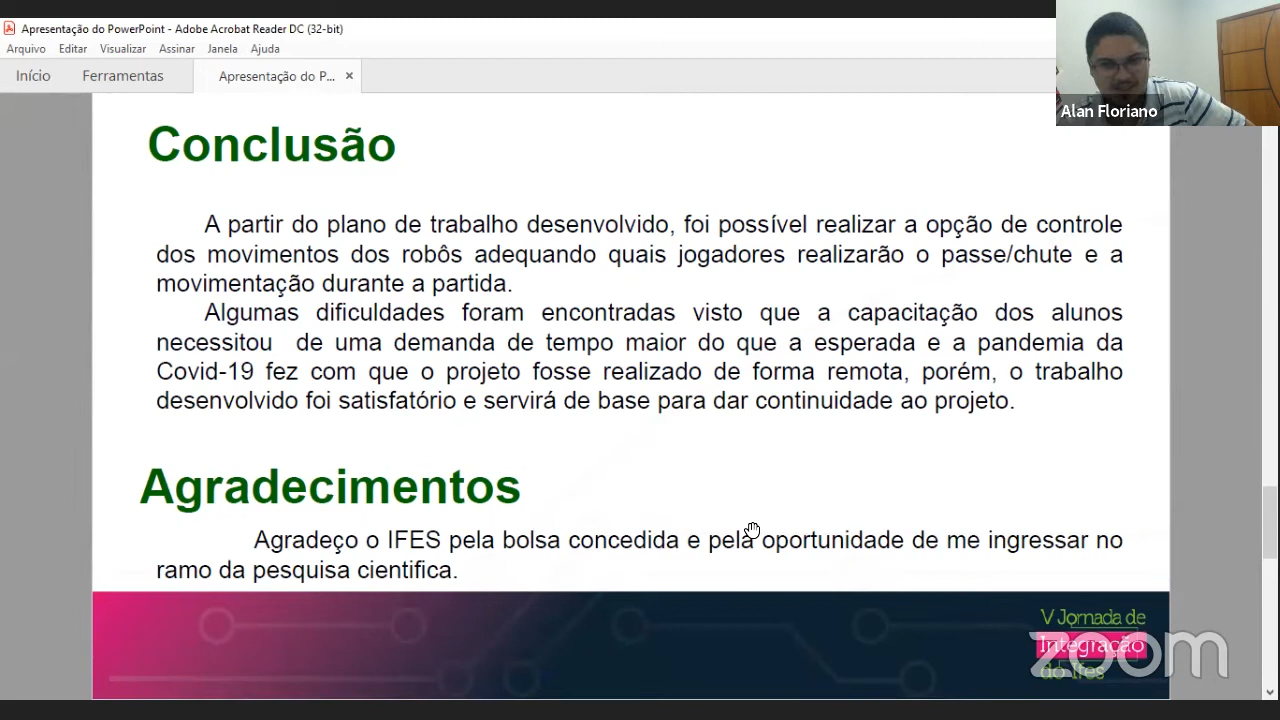 Apresentação do PowerPoint - Adobe Acrobat Reader DC (32-bit)
Arquivo Editar Visualizar Assinar Janela Ajuda
Início Ferramentas Apresentação do P... ×
Alan Floriano
Conclusão
A partir do plano de trabalho desenvolvido, foi possível realizar a opção de controle
dos movimentos dos robôs adequando quais jogadores realizarão o passe/chute e a
movimentação durante a partida.
Algumas dificuldades foram encontradas visto que a capacitação dos alunos
necessitou de uma demanda de tempo maior do que a esperada e a pandemia da
Covid-19 fez com que o projeto fosse realizado de forma remota, porém, o trabalho
desenvolvido foi satisfatório e servirá de base para dar continuidade ao projeto.
Agradecimentos
Agradeço o IFES pela bolsa concedida e pela oportunidade de me ingressar no
ramo da pesquisa cientifica.
V Jornada de
Integração
do Ifes
zoom